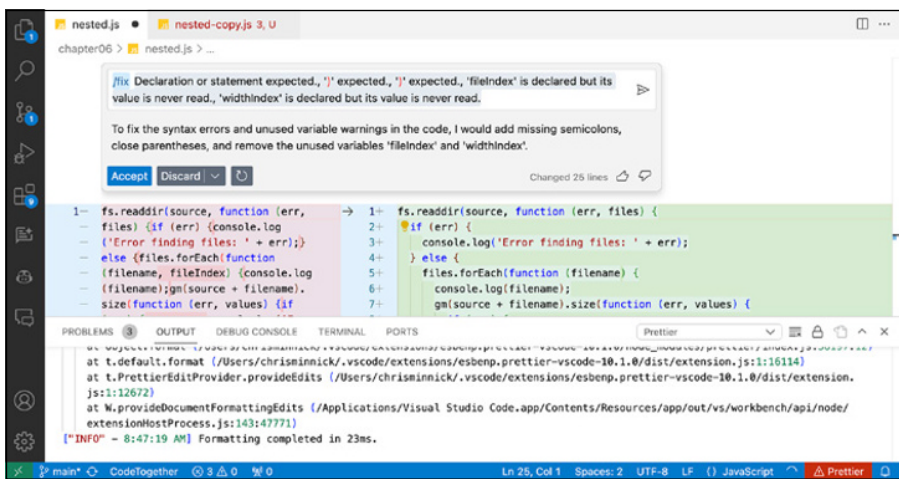 nested.js
nested-copy.js 3, U
chapter06 > nested.js > ...
/fix Declaration or statement expected., ')' expected., ')' expected., 'fileIndex' is declared but its
value is never read., 'widthIndex' is declared but its value is never read.
To fix the syntax errors and unused variable warnings in the code, I would add missing semicolons,
close parentheses, and remove the unused variables 'fileIndex' and 'widthIndex'.
Accept Discard
Changed 25 lines
1— fs.readdir(source, function (err,
— files) {if (err) {console.log
— ('Error finding files: ' + err);}
— else {files.forEach(function
— (filename, fileIndex) {console.log
— (filename);gm(source + filename).
— size(function (err, values) {if
→ 1+ fs.readdir(source, function (err, files) {
2+ if (err) {
3+ console.log('Error finding files: ' + err);
4+ } else {
5+ files.forEach(function (filename) {
6+ console.log(filename);
7+ gm(source + filename).size(function (err, values) {
PROBLEMS 3 OUTPUT DEBUG CONSOLE TERMINAL PORTS
Prettier
at t.default.format (/Users/chrisminnick/.vscode/extensions/esbenp.prettier-vscode-10.1.0/dist/extension.js:1:16114)
at t.PrettierEditProvider.provideEdits (/Users/chrisminnick/.vscode/extensions/esbenp.prettier-vscode-10.1.0/dist/extension.
js:1:12672)
at W.provideDocumentFormattingEdits (/Applications/Visual Studio Code.app/Contents/Resources/app/out/vs/workbench/api/node/
extensionHostProcess.js:143:47771)
["INFO" – 8:47:19 AM] Formatting completed in 23ms.
main* CodeTogether 3 0 0
Ln 25, Col 1 Spaces: 2 UTF-8 LF {} JavaScript Prettier